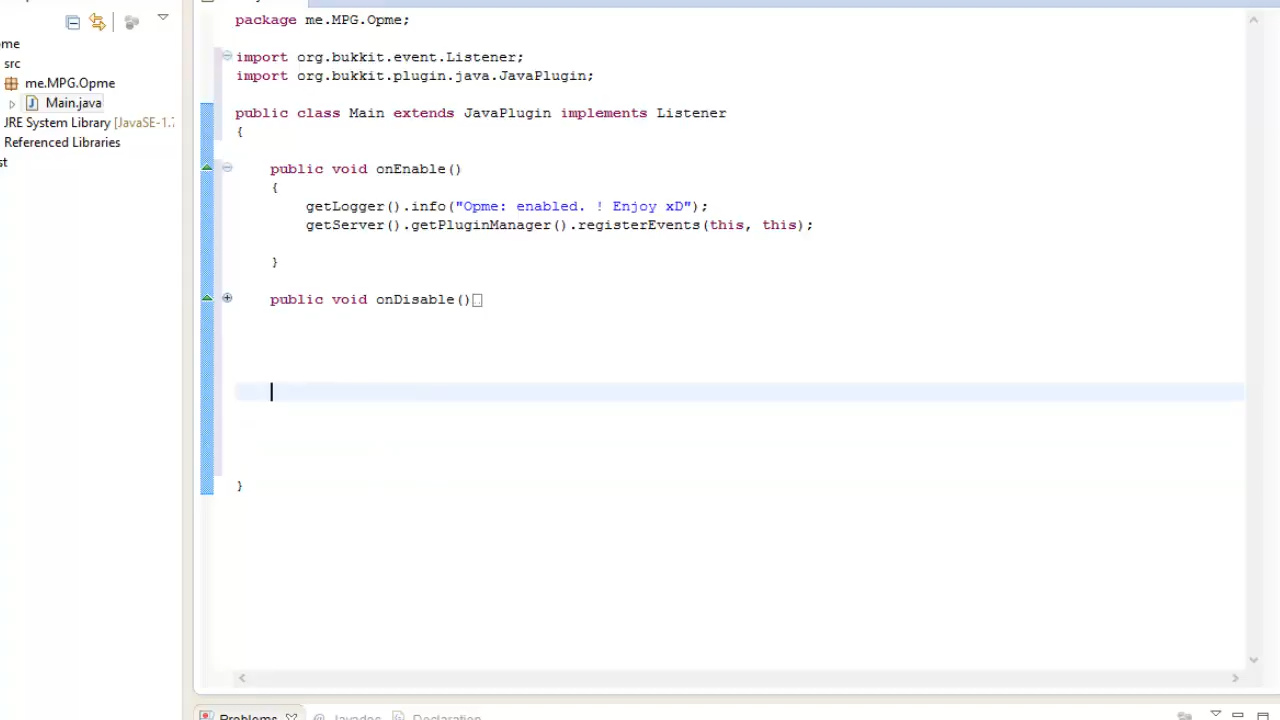 ome
src
me.MPG.Opme
Main.java
JRE System Library [JavaSE-1.7
Referenced Libraries
st
package me.MPG.Opme;
import org.bukkit.event.Listener;
import org.bukkit.plugin.java.JavaPlugin;
public class Main extends JavaPlugin implements Listener
{
public void onEnable()
{
getLogger().info("Opme: enabled. ! Enjoy xD");
getServer().getPluginManager().registerEvents(this, this);
}
public void onDisable()
}
Problems
Javadoc
Declaration